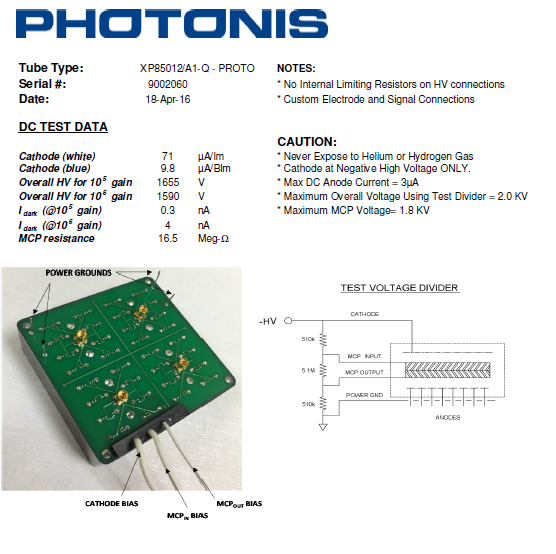 PHOTONIS
Tube Type: XP85012/A1-Q - PROTO
Serial #: 9002060
Date: 18-Apr-16
NOTES:
* No Internal Limiting Resistors on HV connections
* Custom Electrode and Signal Connections
DC TEST DATA
Cathode (white) 71 µA/lm
Cathode (blue) 9.8 µA/Blm
Overall HV for 10⁵ gain 1655 V
Overall HV for 10⁶ gain 1590 V
I dark (@10⁵ gain) 0.3 nA
I dark (@10⁶ gain) 4 nA
MCP resistance 16.5 Meg-Ω
CAUTION:
* Never Expose to Helium or Hydrogen Gas
* Cathode at Negative High Voltage ONLY.
* Max DC Anode Current = 3µA
* Maximum Overall Voltage Using Test Divider = 2.0 KV
* Maximum MCP Voltage= 1.8 KV
POWER GROUNDS
CATHODE BIAS
MCP_IN BIAS
MCP_OUT BIAS
TEST VOLTAGE DIVIDER
CATHODE
-HV
510k
MCP INPUT
5.1M
MCP OUTPUT
510k
POWER GND
ANODES